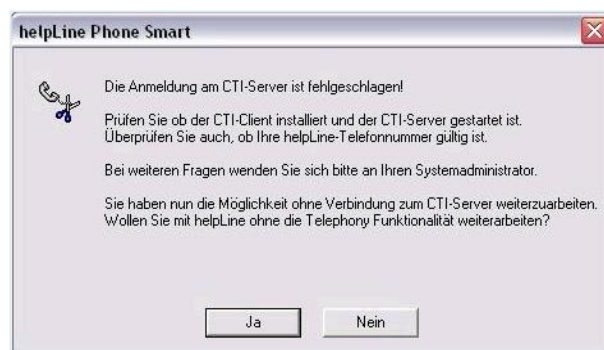 helpLine Phone Smart
Die Anmeldung am CTI-Server ist fehlgeschlagen!
Prüfen Sie ob der CTI-Client installiert und der CTI-Server gestartet ist.
Überprüfen Sie auch, ob Ihre helpLine-Telefonnummer gültig ist.
Bei weiteren Fragen wenden Sie sich bitte an Ihren Systemadministrator.
Sie haben nun die Möglichkeit ohne Verbindung zum CTI-Server weiterzuarbeiten.
Wollen Sie mit helpLine ohne die Telephony Funktionalität weiterarbeiten?
Ja
Nein